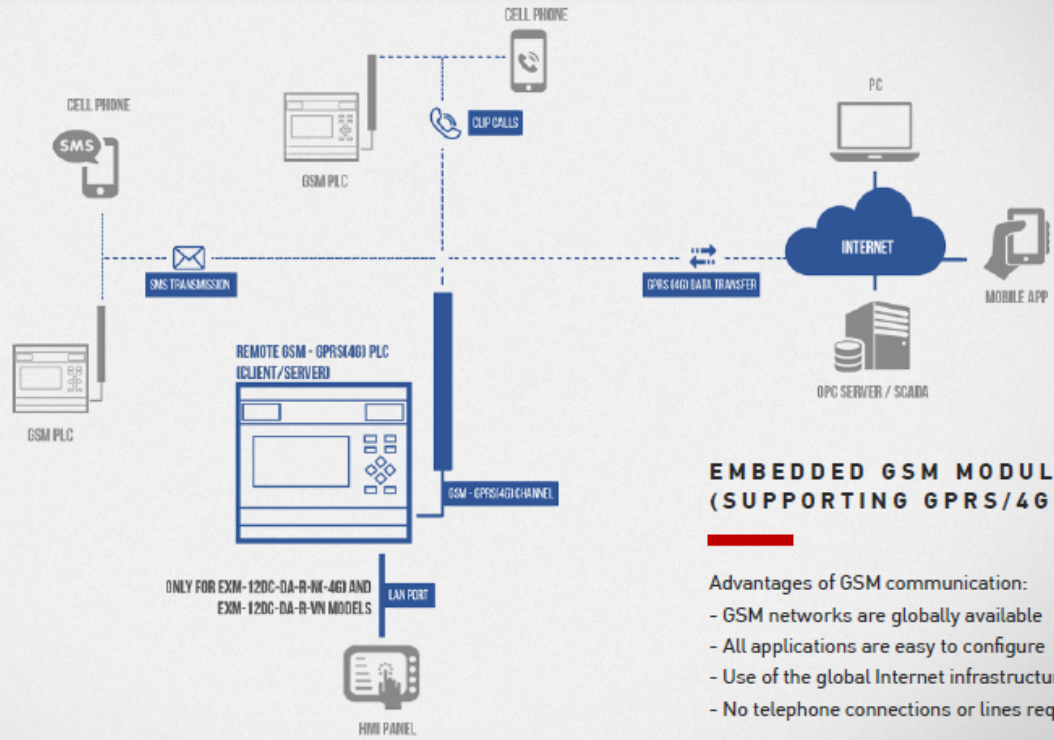 CELL PHONE
CELL PHONE
SMS
CLIP CALLS
GSM PLC
PC
INTERNET
MOBILE APP
SMS TRANSMISSION
GPRS (4G) DATA TRANSFER
REMOTE GSM - GPRS(4G) PLC
(CLIENT/SERVER)
OPC SERVER / SCADA
GSM PLC
GSM - GPRS(4G) CHANNEL
ONLY FOR EXM-12DC-DA-R-N(-4G) AND
EXM-12DC-DA-R-VN MODELS
LAN PORT
HMI PANEL
EMBEDDED GSM MODUL
(SUPPORTING GPRS/4G
Advantages of GSM communication:
- GSM networks are globally available
- All applications are easy to configure
- Use of the global Internet infrastructur
- No telephone connections or lines req